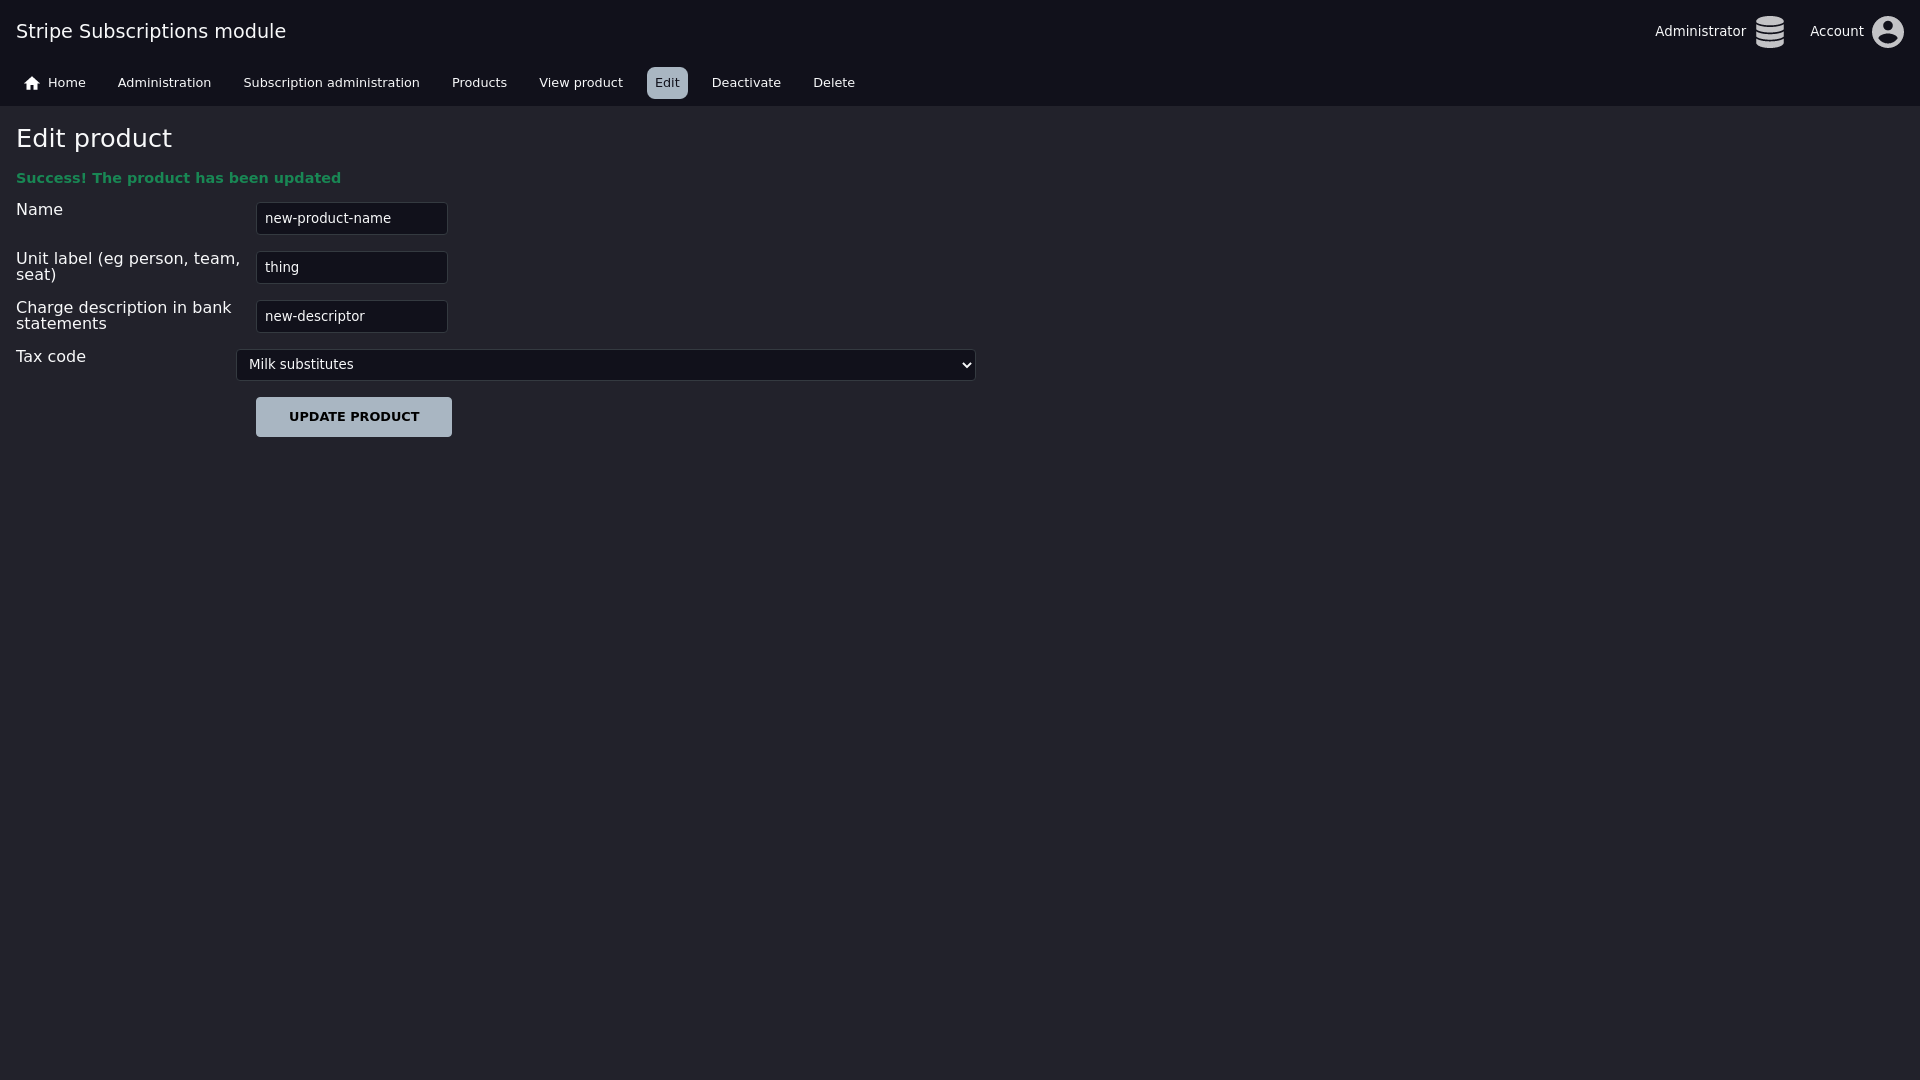 Stripe Subscriptions module
Administrator
Account
Home
Administration
Subscription administration
Products
View product
Edit
Deactivate
Delete
Edit product
Success! The product has been updated
Name
new-product-name
Unit label (eg person, team,
seat)
thing
Charge description in bank
statements
new-descriptor
Tax code
Milk substitutes
UPDATE PRODUCT